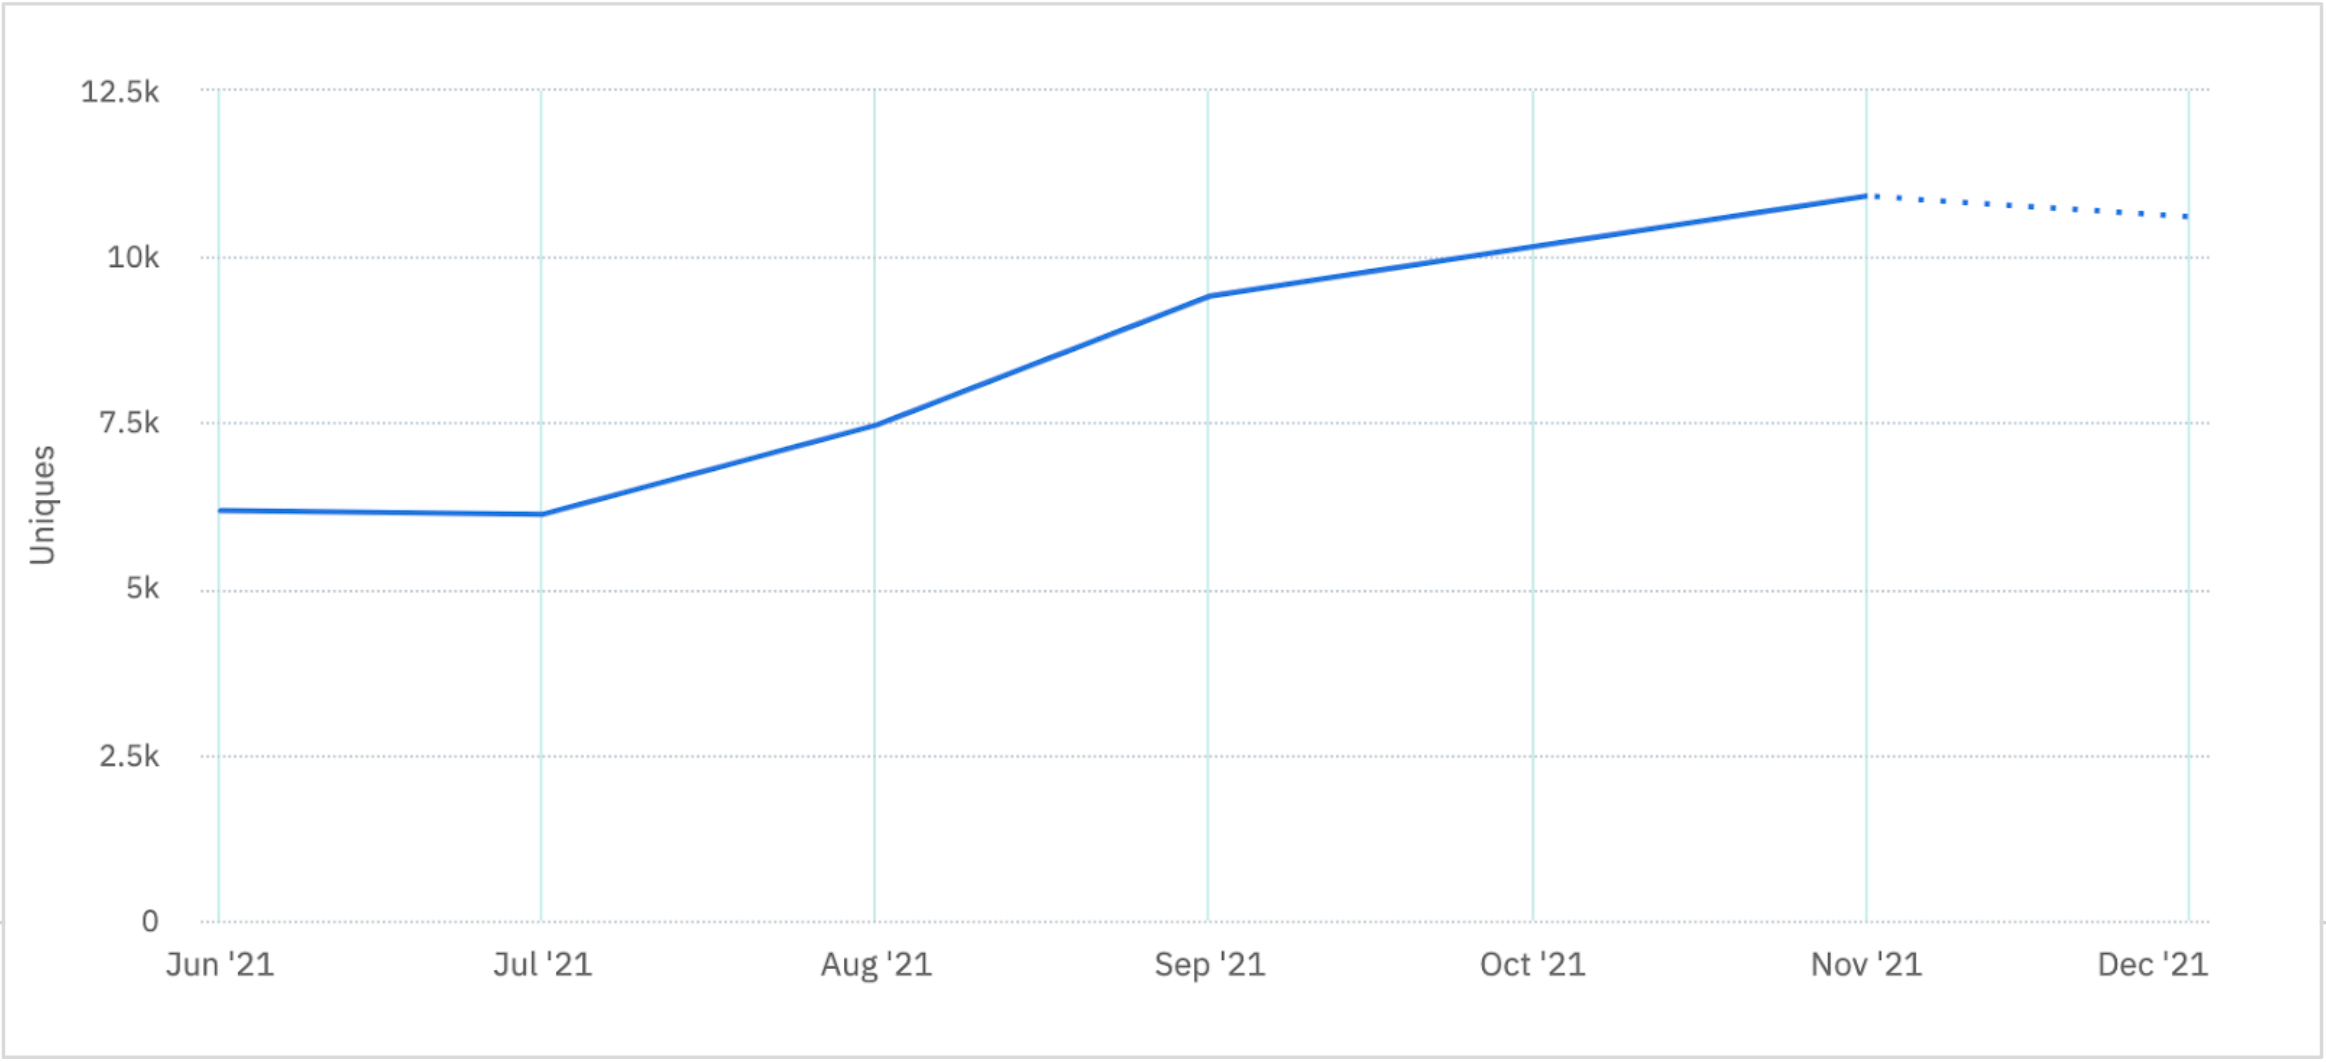 12.5k
10k
7.5k
5k
2.5k
0
Uniques
Jun '21
Jul '21
Aug '21
Sep '21
Oct '21
Nov '21
Dec '21